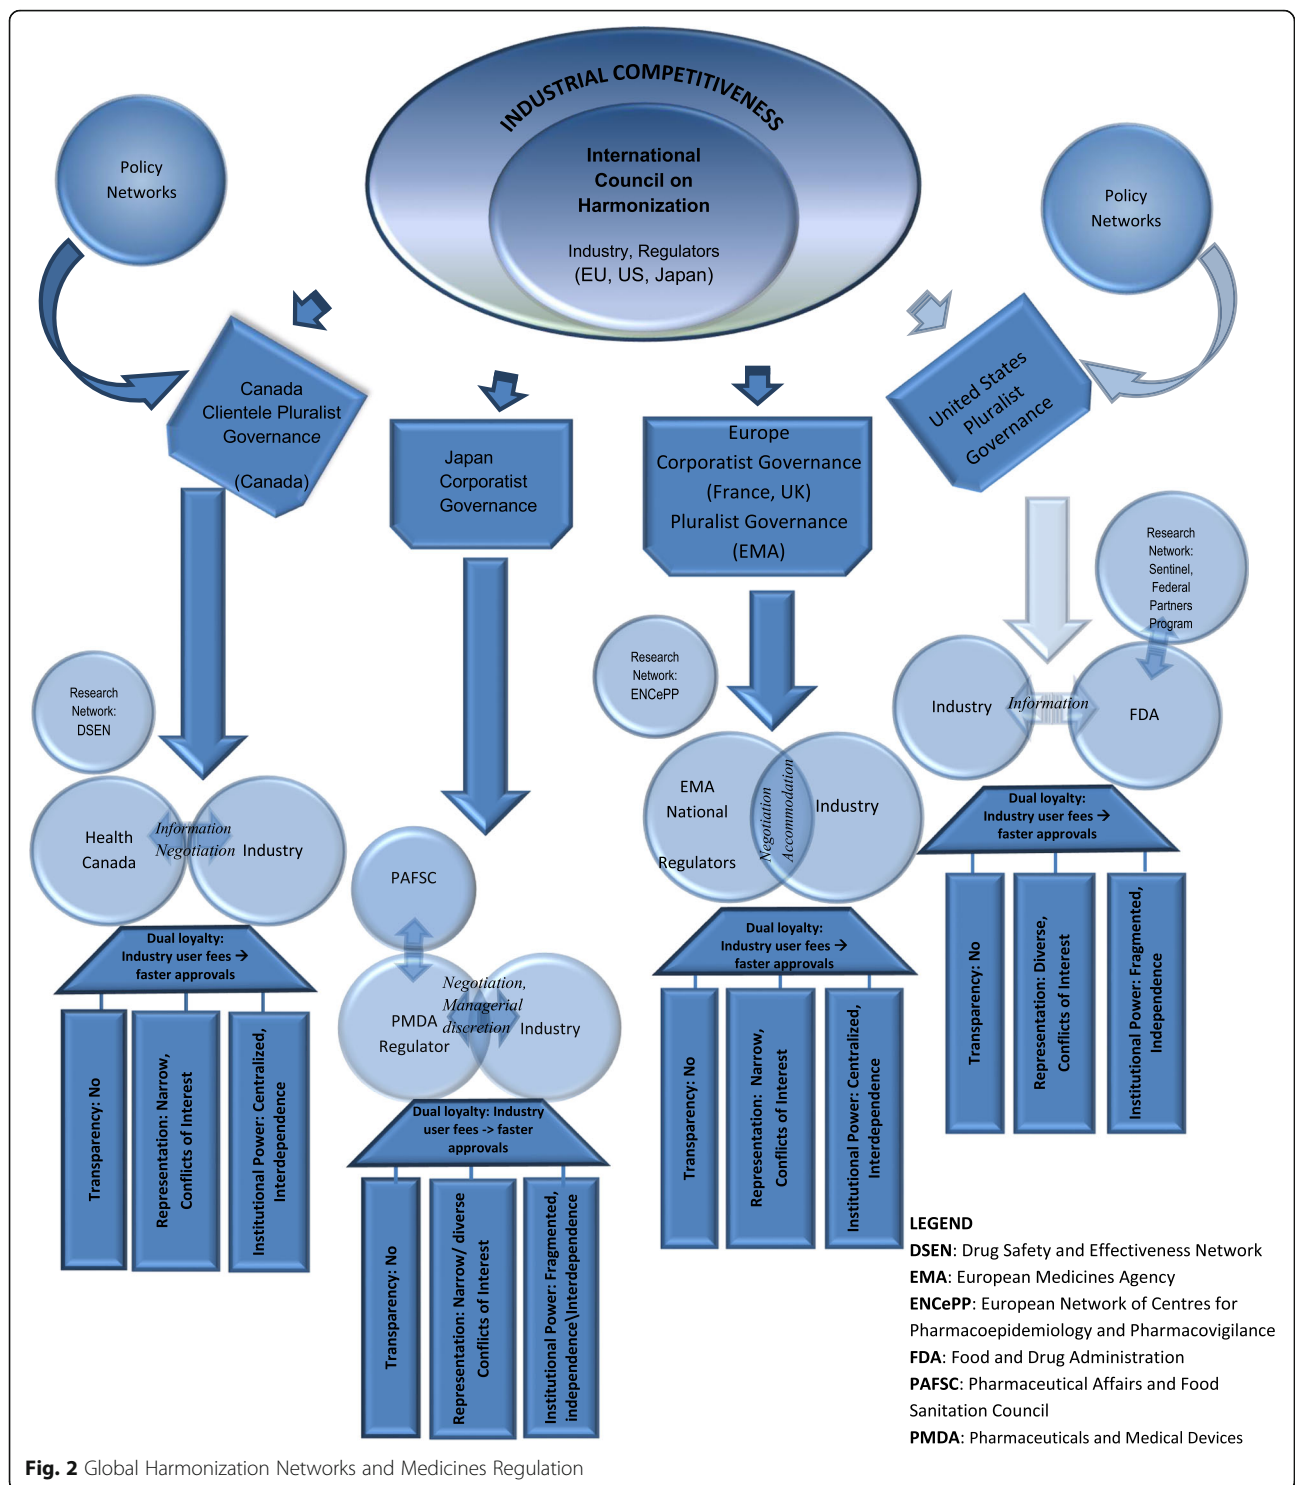 INDUSTRIAL COMPETITIVENESS
International
Council on
Harmonization
Industry, Regulators
(EU, US, Japan)
Policy
Networks
Policy
Networks
Canada
Clientele Pluralist
Governance
(Canada)
Japan
Corporatist
Governance
Europe
Corporatist Governance
(France, UK)
Pluralist Governance
(EMA)
United States
Pluralist
Governance
Research
Network:
DSEN
Health
Canada
Information
Negotiation
Industry
Dual loyalty:
Industry user fees →
faster approvals
Transparency: No
Representation: Narrow,
Conflicts of Interest
Institutional Power: Centralized,
Interdependence
PAFSC
PMDA
Regulator
Negotiation,
Managerial
discretion
Industry
Dual loyalty: Industry
user fees -> faster
approvals
Transparency: No
Representation: Narrow/ diverse
Conflicts of Interest
Institutional Power: Fragmented,
independence\Interdependence
Research
Network:
ENCePP
EMA
National
Regulators
Negotiation
Accommodation
Industry
Dual loyalty:
Industry user fees →
faster approvals
Transparency: No
Representation: Narrow,
Conflicts of Interest
Institutional Power: Centralized,
Interdependence
Research
Network:
Sentinel,
Federal
Partners
Program
Industry
Information
FDA
Dual loyalty:
Industry user fees →
faster approvals
Transparency: No
Representation: Diverse,
Conflicts of Interest
Institutional Power: Fragmented,
Independence
LEGEND
DSEN: Drug Safety and Effectiveness Network
EMA: European Medicines Agency
ENCePP: European Network of Centres for
Pharmacoepidemiology and Pharmacovigilance
FDA: Food and Drug Administration
PAFSC: Pharmaceutical Affairs and Food
Sanitation Council
PMDA: Pharmaceuticals and Medical Devices
Fig. 2 Global Harmonization Networks and Medicines Regulation